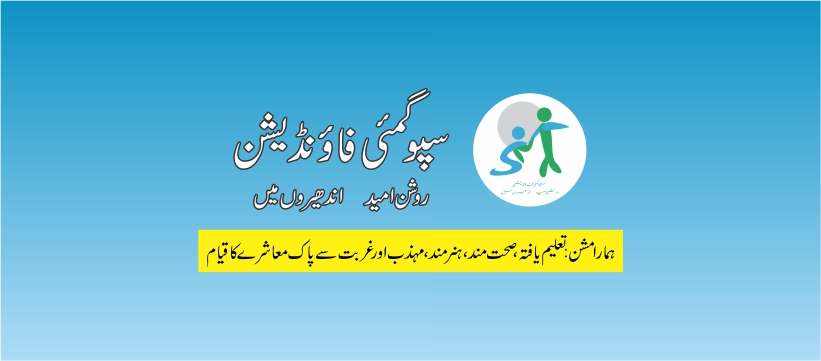 سپوگمئی فاؤنڈیشن
روشن امید اندھیروں میں
ہمارا مشن: تعلیم یافتہ، صحت مند، ہنر مند، مہذب اور غربت سے پاک معاشرے کا قیام